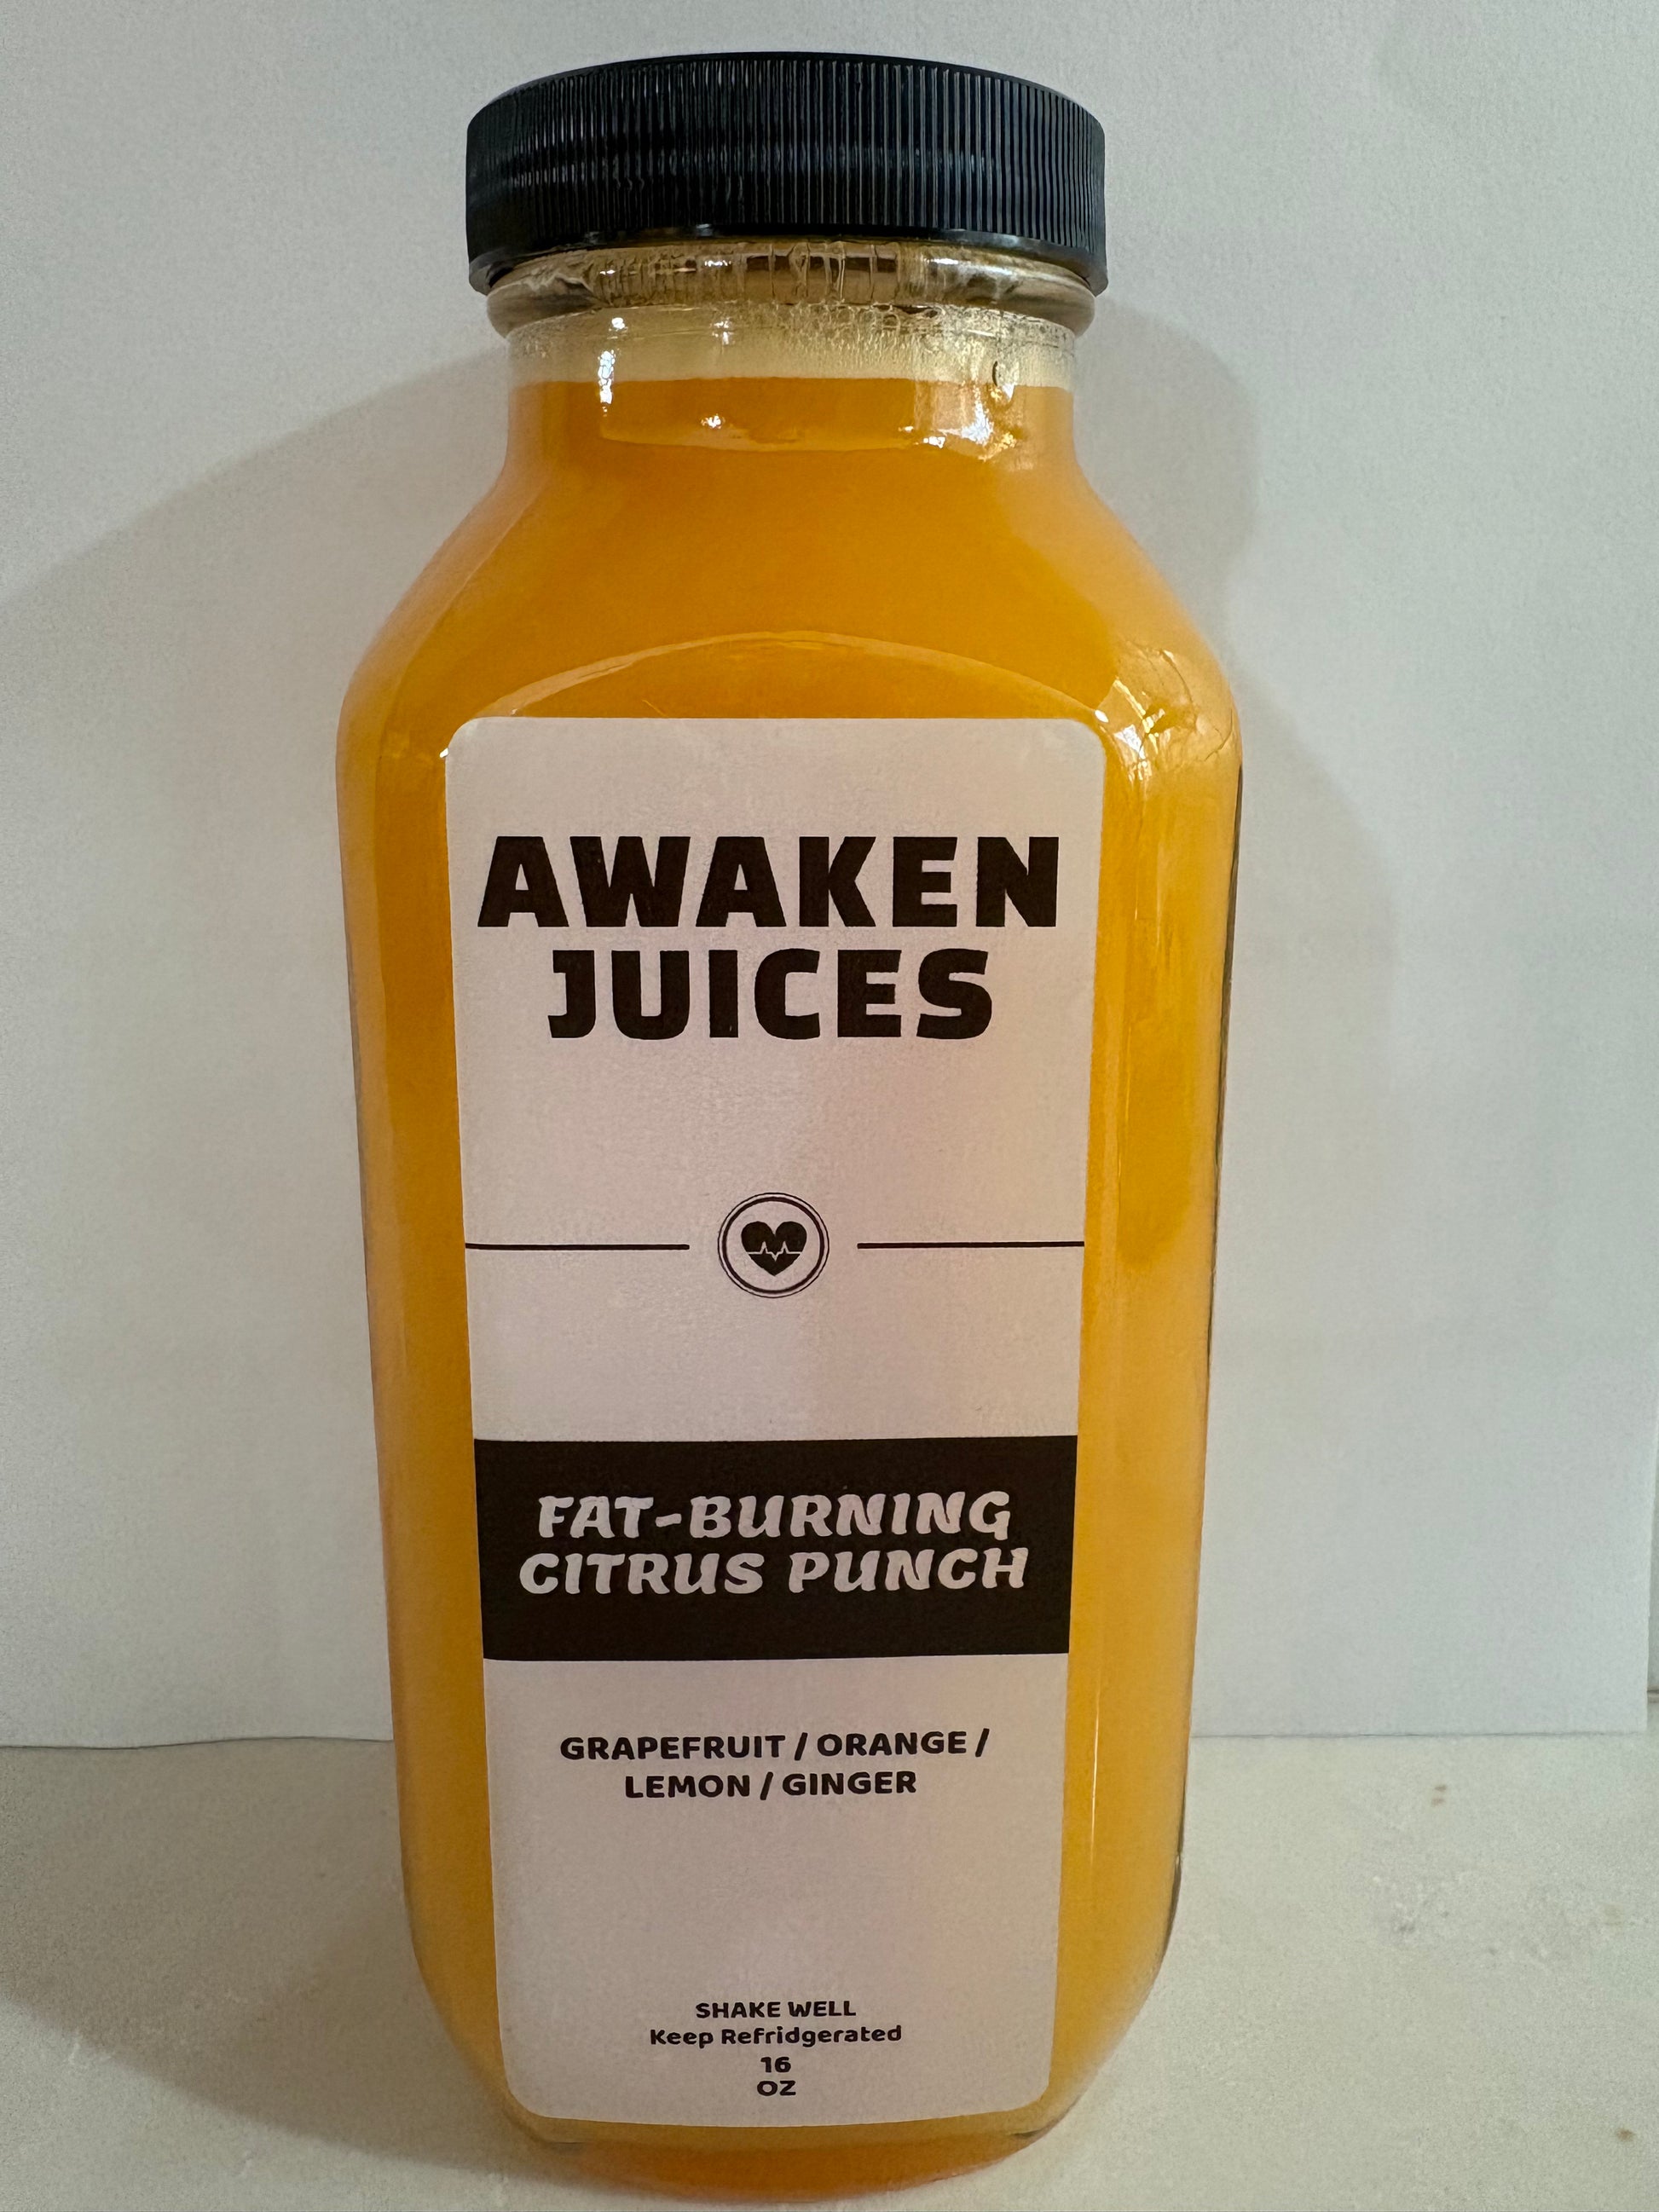 AWAKEN
JUICES
FAT-BURNING
CITRUS PUNCH
GRAPEFRUIT / ORANGE /
LEMON / GINGER
SHAKE WELL
Keep Refridgerated
16
OZ